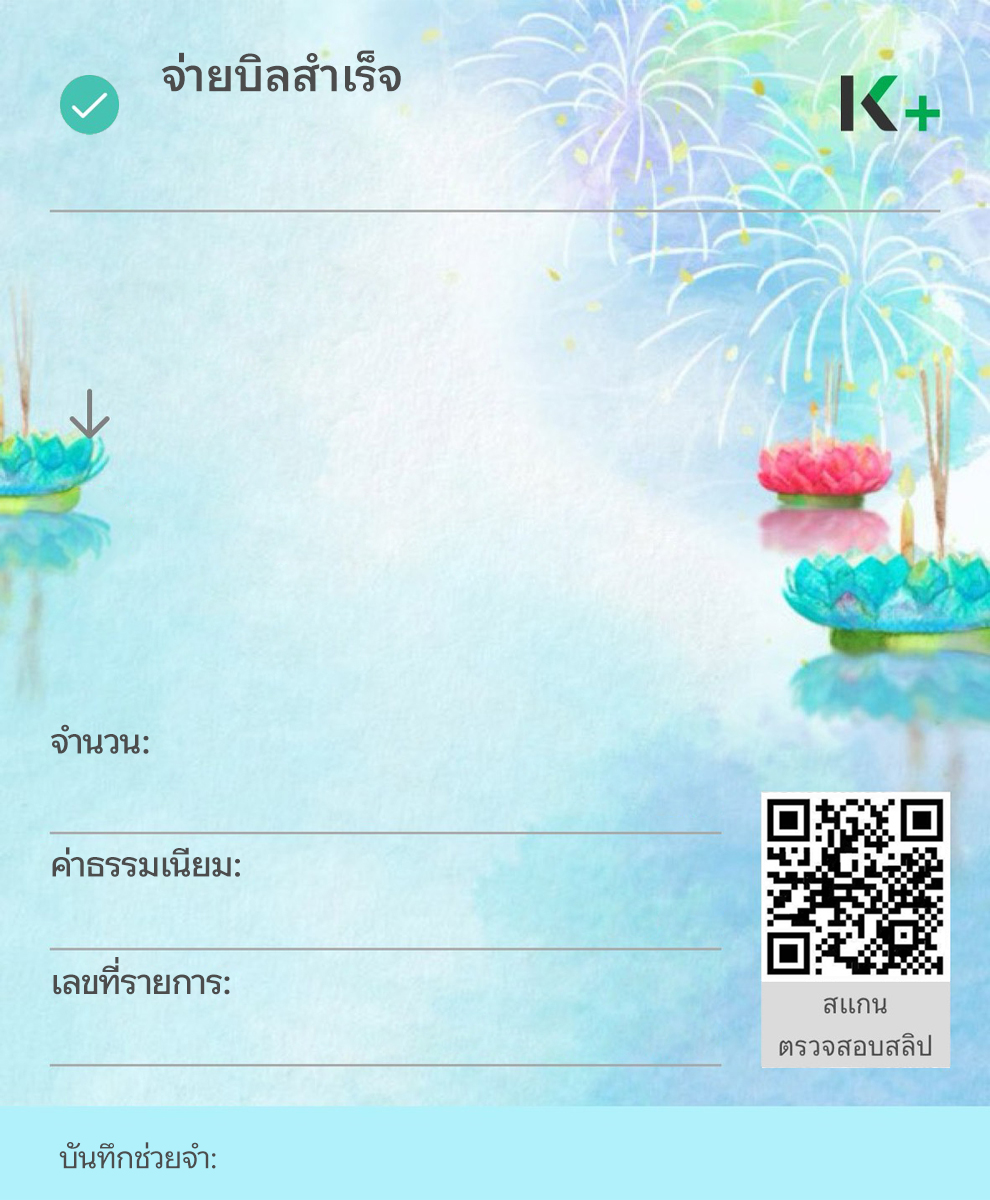 จ่ายบิลสำเร็จ
K+
จำนวน:
ค่าธรรมเนียม:
เลขที่รายการ:
สแกน
ตรวจสอบสลิป
บันทึกช่วยจำ: